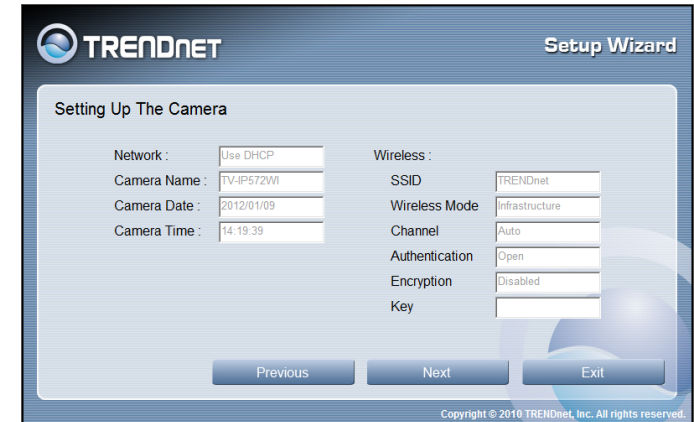 TRENDnet
Setup Wizard
Setting Up The Camera
Network : Use DHCP
Camera Name : TV-IP572WI
Camera Date : 2012/01/09
Camera Time : 14:19:39
Wireless :
SSID TRENDnet
Wireless Mode Infrastructure
Channel Auto
Authentication Open
Encryption Disabled
Key
Previous Next Exit
Copyright © 2010 TRENDnet, Inc. All rights reserved.